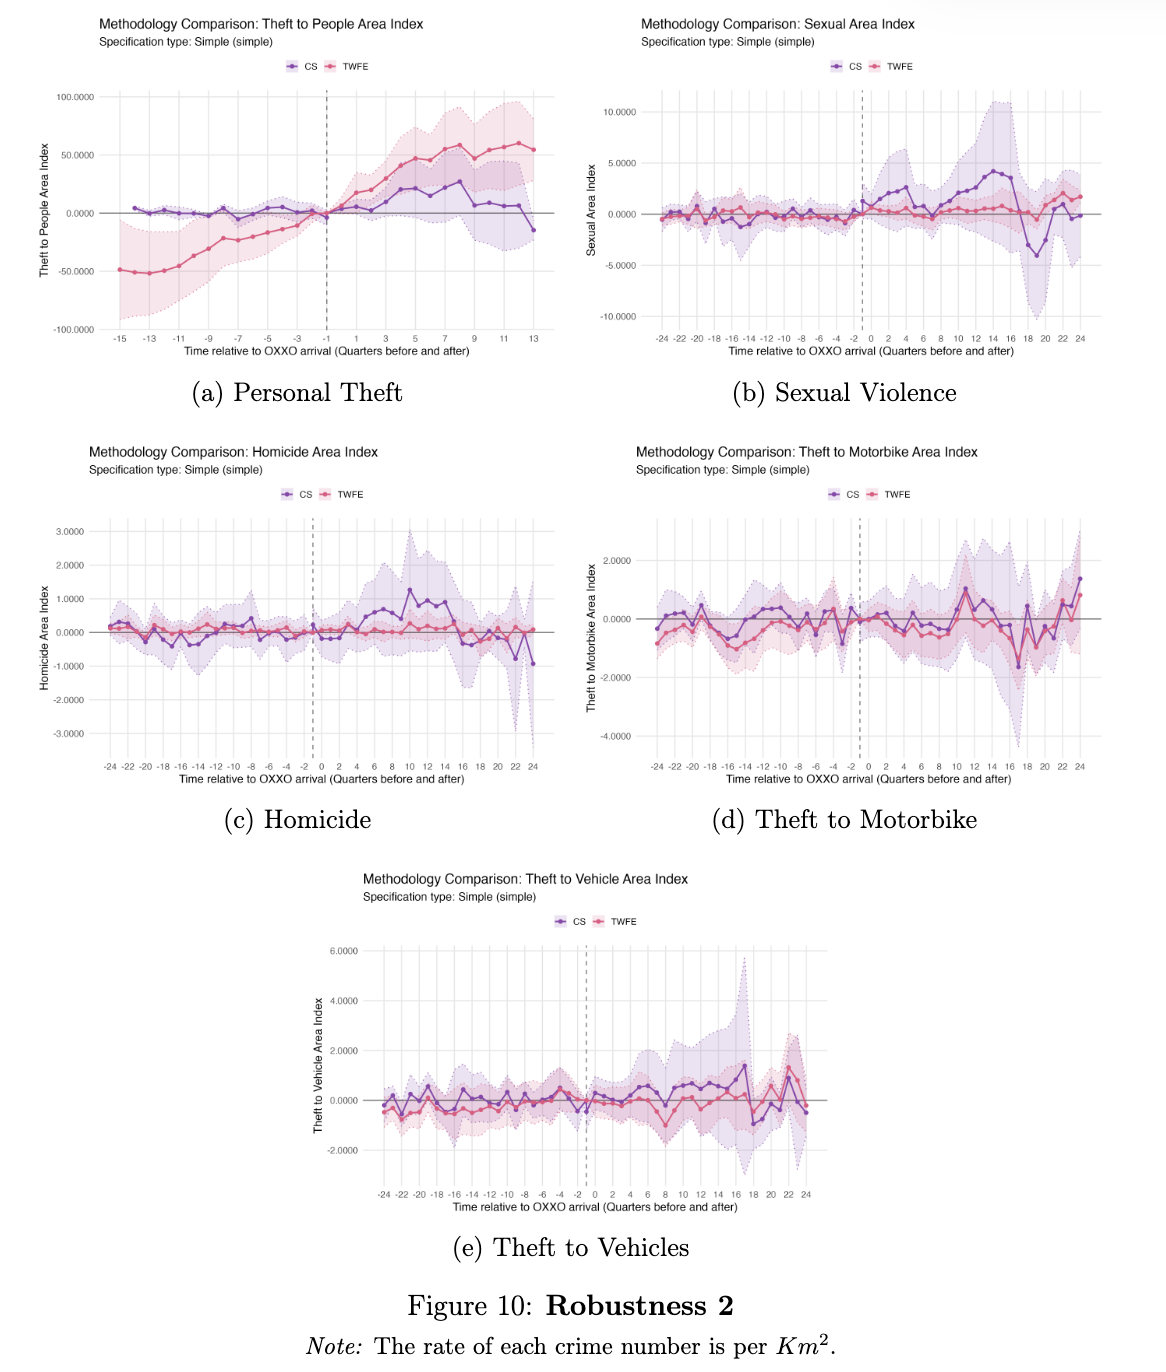 Methodology Comparison: Theft to People Area Index
Specification type: Simple (simple)
CS TWFE
Theft to People Area Index
100.0000
50.0000
0.0000
-50.0000
-100.0000
-15 -13 -11 -9 -7 -5 -3 -1 1 3 5 7 9 11 13
Time relative to OXXO arrival (Quarters before and after)
(a) Personal Theft
Methodology Comparison: Sexual Area Index
Specification type: Simple (simple)
CS TWFE
Sexual Area Index
10.0000
5.0000
0.0000
-5.0000
-10.0000
-24 -22 -20 -18 -16 -14 -12 -10 -8 -6 -4 -2 0 2 4 6 8 10 12 14 16 18 20 22 24
Time relative to OXXO arrival (Quarters before and after)
(b) Sexual Violence
Methodology Comparison: Homicide Area Index
Specification type: Simple (simple)
CS TWFE
Homicide Area Index
3.0000
2.0000
1.0000
0.0000
-1.0000
-2.0000
-3.0000
-24 -22 -20 -18 -16 -14 -12 -10 -8 -6 -4 -2 0 2 4 6 8 10 12 14 16 18 20 22 24
Time relative to OXXO arrival (Quarters before and after)
(c) Homicide
Methodology Comparison: Theft to Motorbike Area Index
Specification type: Simple (simple)
CS TWFE
Theft to Motorbike Area Index
2.0000
0.0000
-2.0000
-4.0000
-24 -22 -20 -18 -16 -14 -12 -10 -8 -6 -4 -2 0 2 4 6 8 10 12 14 16 18 20 22 24
Time relative to OXXO arrival (Quarters before and after)
(d) Theft to Motorbike
Methodology Comparison: Theft to Vehicle Area Index
Specification type: Simple (simple)
CS TWFE
Theft to Vehicle Area Index
6.0000
4.0000
2.0000
0.0000
-2.0000
-24 -22 -20 -18 -16 -14 -12 -10 -8 -6 -4 -2 0 2 4 6 8 10 12 14 16 18 20 22 24
Time relative to OXXO arrival (Quarters before and after)
(e) Theft to Vehicles
Figure 10: Robustness 2
Note: The rate of each crime number is per Km².